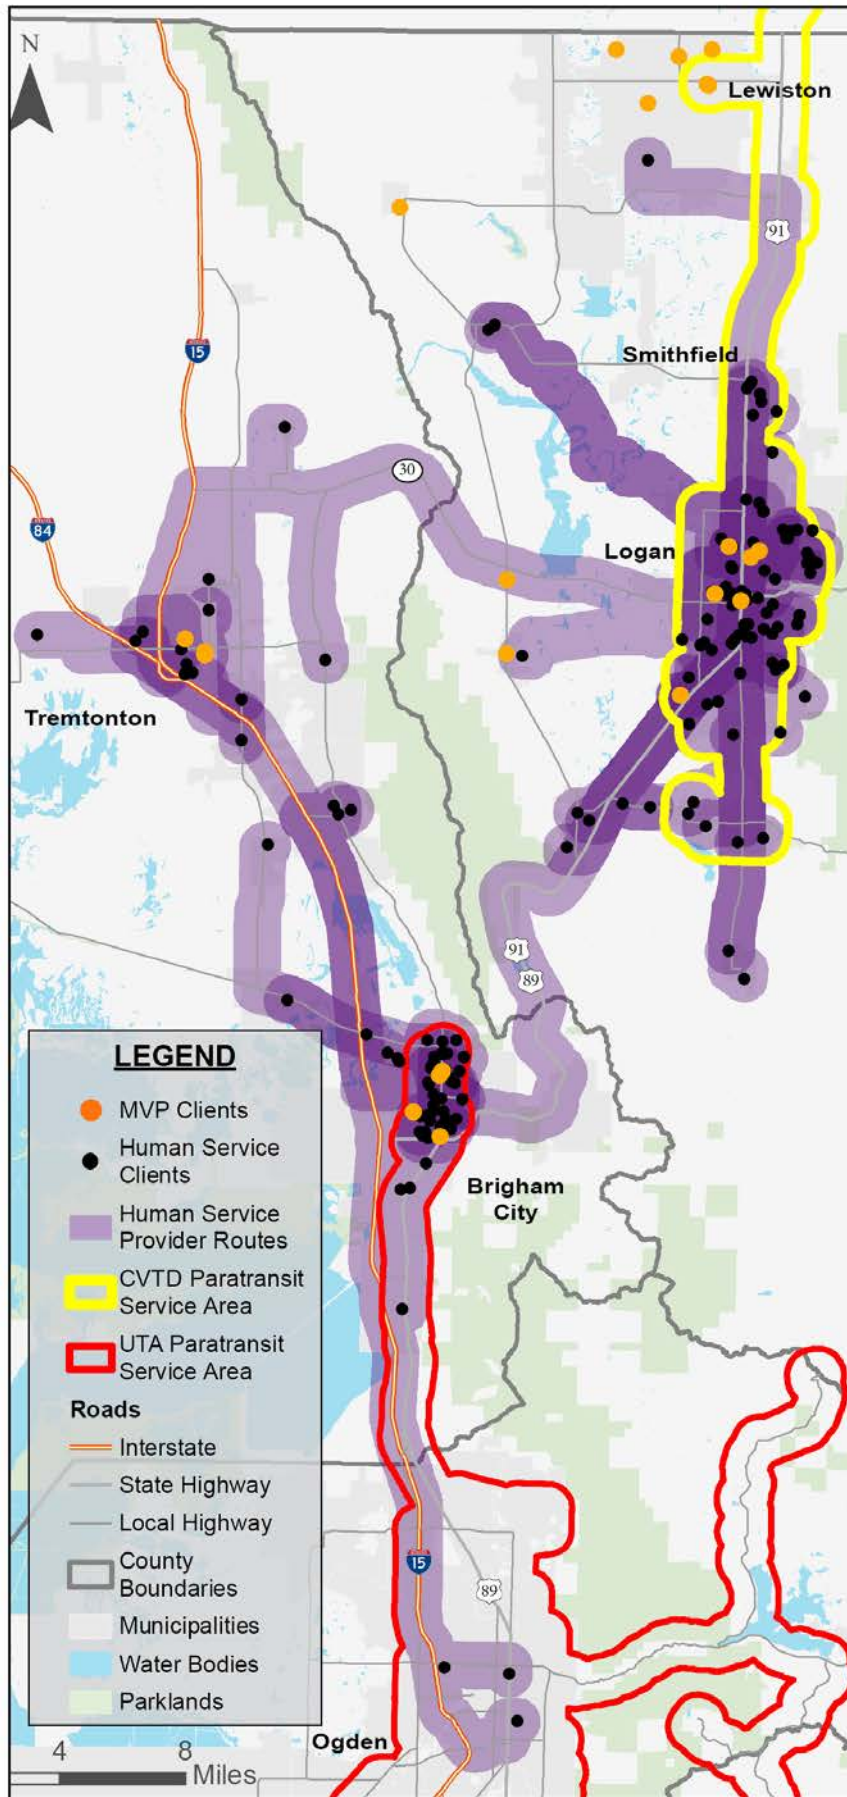 N
Lewiston
91
15
Smithfield
30
84
Logan
Tremtonton
91
89
LEGEND
MVP Clients
Human Service
Clients
Human Service
Provider Routes
CVTD Paratransit
Service Area
UTA Paratransit
Service Area
Roads
Interstate
State Highway
Local Highway
County
Boundaries
Municipalities
Water Bodies
Parklands
Brigham
City
15
89
Ogden
4 8
Miles